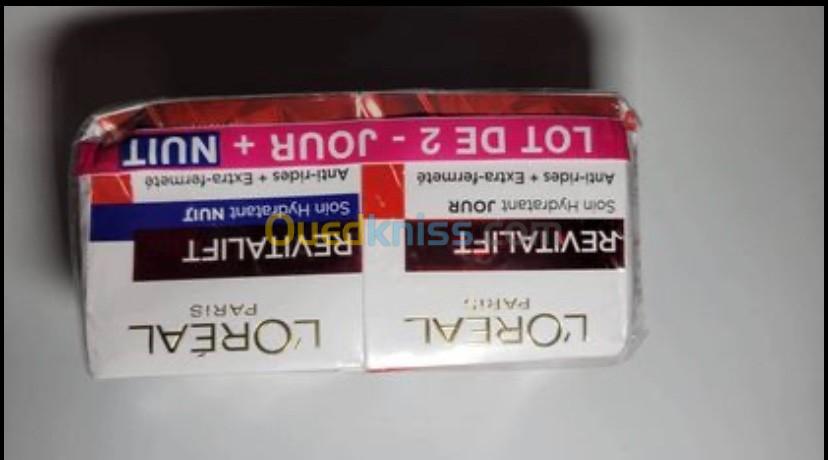 L'ORÉAL
PARIS
REVITALIFT
Soin Hydratant JOUR
Anti-rides + Extra-fermeté
L'ORÉAL
PARIS
REVITALIFT
Soin Hydratant NUIT
Anti-rides + Extra-fermeté
LOT DE 2 - JOUR + NUIT
Ouedkniss.com